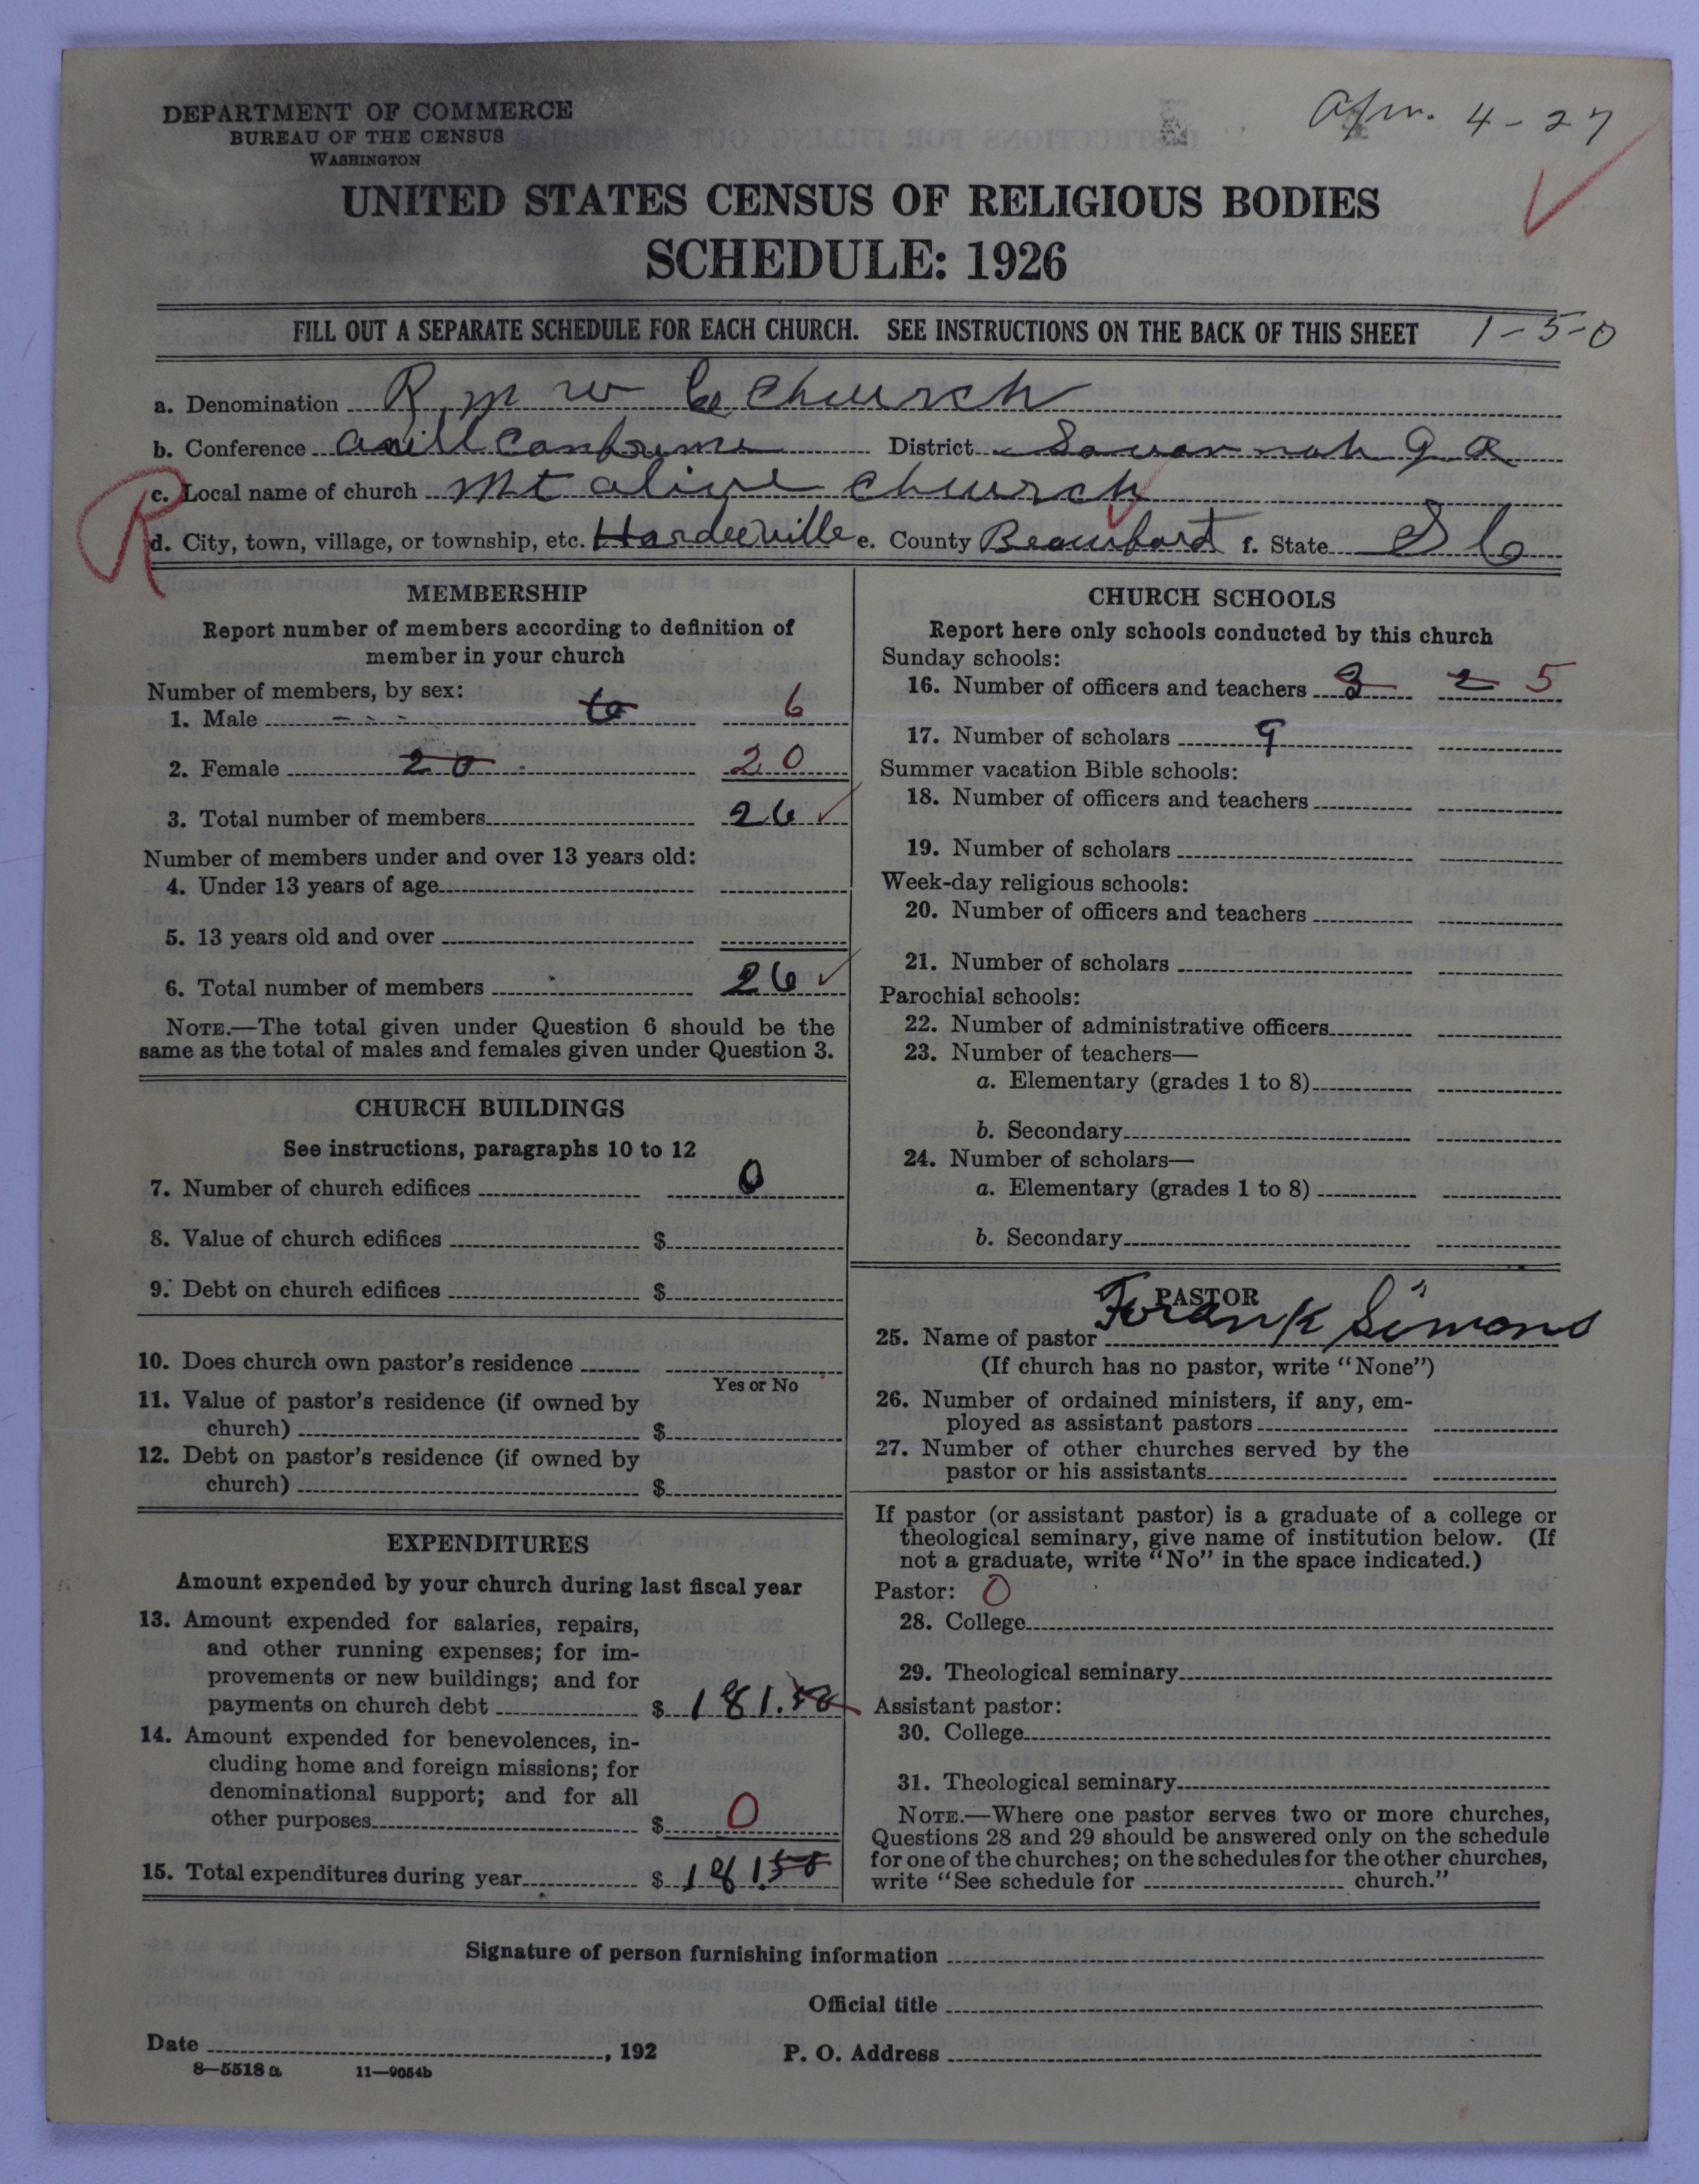 DEPARTMENT OF COMMERCE
BUREAU OF THE CENSUS
WASHINGTON
4-27
UNITED STATES CENSUS OF RELIGIOUS BODIES
SCHEDULE: 1926
FILL OUT A SEPARATE SCHEDULE FOR EACH CHURCH. SEE INSTRUCTIONS ON THE BACK OF THIS SHEET 1-5-0
a. Denomination R m w C Church
b. Conference District Savannah G a
c. Local name of church Mt alive church
R
d. City, town, village, or township, etc. Hardeeville e. County Beaufort f. State S C
MEMBERSHIP
Report number of members according to definition of
member in your church
Number of members, by sex:
1. Male 6 6
2. Female 20 20
3. Total number of members 26
Number of members under and over 13 years old:
4. Under 13 years of age
5. 13 years old and over
6. Total number of members 26
NOTE.—The total given under Question 6 should be the
same as the total of males and females given under Question 3.
CHURCH BUILDINGS
See instructions, paragraphs 10 to 12
7. Number of church edifices 0
8. Value of church edifices $
9. Debt on church edifices $
10. Does church own pastor's residence
Yes or No
11. Value of pastor's residence (if owned by
church) $
12. Debt on pastor's residence (if owned by
church) $
EXPENDITURES
Amount expended by your church during last fiscal year
13. Amount expended for salaries, repairs,
and other running expenses; for im-
provements or new buildings; and for
payments on church debt $ 181.50
14. Amount expended for benevolences, in-
cluding home and foreign missions; for
denominational support; and for all
other purposes $ 0
15. Total expenditures during year $ 181.50
CHURCH SCHOOLS
Report here only schools conducted by this church
Sunday schools:
16. Number of officers and teachers 3 2 5
17. Number of scholars 9
Summer vacation Bible schools:
18. Number of officers and teachers
19. Number of scholars
Week-day religious schools:
20. Number of officers and teachers
21. Number of scholars
Parochial schools:
22. Number of administrative officers
23. Number of teachers—
a. Elementary (grades 1 to 8)
b. Secondary
24. Number of scholars—
a. Elementary (grades 1 to 8)
b. Secondary
PASTOR
25. Name of pastor Frank Simons
(If church has no pastor, write "None")
26. Number of ordained ministers, if any, em-
ployed as assistant pastors
27. Number of other churches served by the
pastor or his assistants
If pastor (or assistant pastor) is a graduate of a college or
theological seminary, give name of institution below. (If
not a graduate, write "No" in the space indicated.)
Pastor: 0
28. College
29. Theological seminary
Assistant pastor:
30. College
31. Theological seminary
NOTE.—Where one pastor serves two or more churches,
Questions 28 and 29 should be answered only on the schedule
for one of the churches; on the schedules for the other churches,
write "See schedule for church."
Signature of person furnishing information
Official title
Date , 192 P. O. Address
8—5518 a 11—9054b